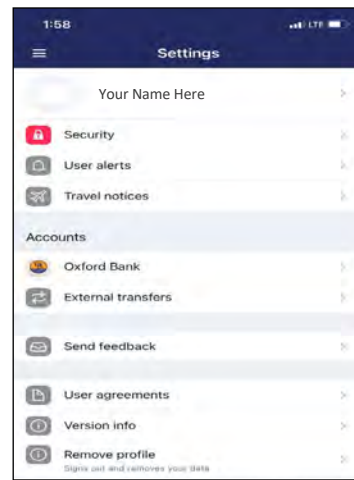 1:58
LTE
Settings
Your Name Here
Security
User alerts
Travel notices
Accounts
Oxford Bank
External transfers
Send feedback
User agreements
Version info
Remove profile
Signs out and removes your data